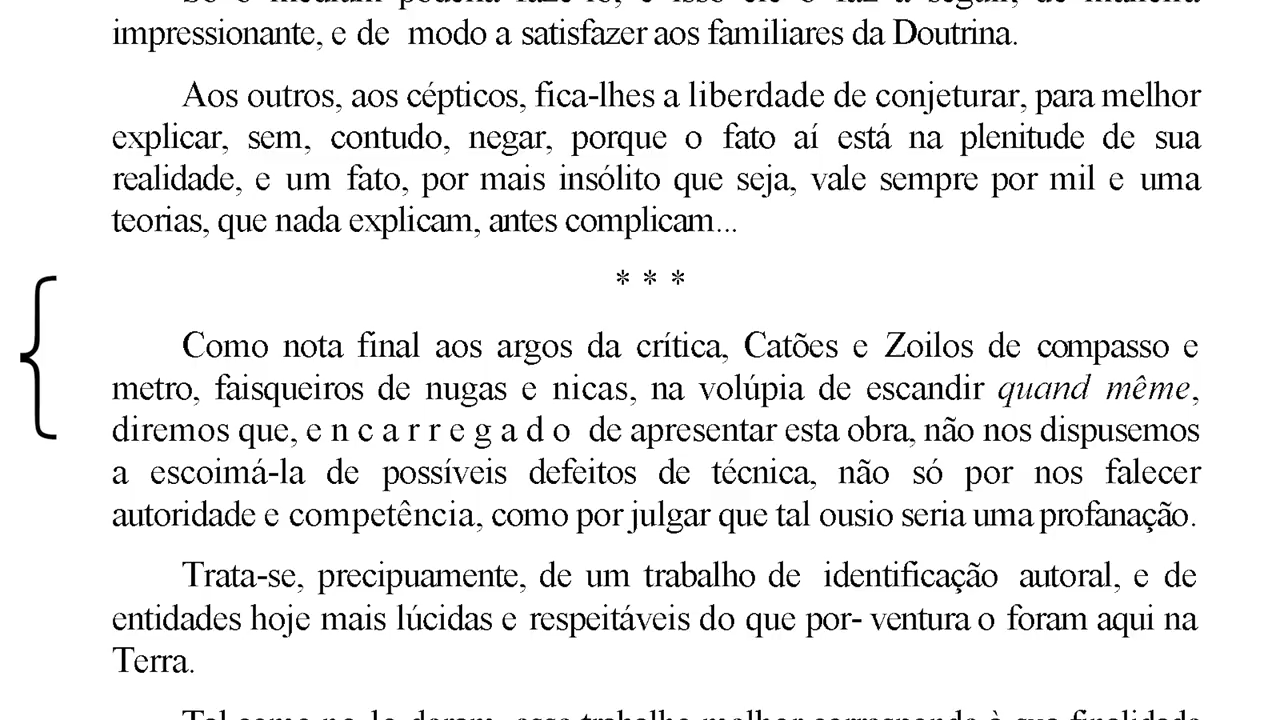 impressionante, e de modo a satisfazer aos familiares da Doutrina.
Aos outros, aos cépticos, fica-lhes a liberdade de conjeturar, para melhor
explicar, sem, contudo, negar, porque o fato aí está na plenitude de sua
realidade, e um fato, por mais insólito que seja, vale sempre por mil e uma
teorias, que nada explicam, antes complicam...
* * *
Como nota final aos argos da crítica, Catões e Zoilos de compasso e
metro, faisqueiros de nugas e nicas, na volúpia de escandir quand même,
diremos que, e n c a r r e g a d o de apresentar esta obra, não nos dispusemos
a escoimá-la de possíveis defeitos de técnica, não só por nos falecer
autoridade e competência, como por julgar que tal ousio seria uma profanação.
Trata-se, precipuamente, de um trabalho de identificação autoral, e de
entidades hoje mais lúcidas e respeitáveis do que por- ventura o foram aqui na
Terra.